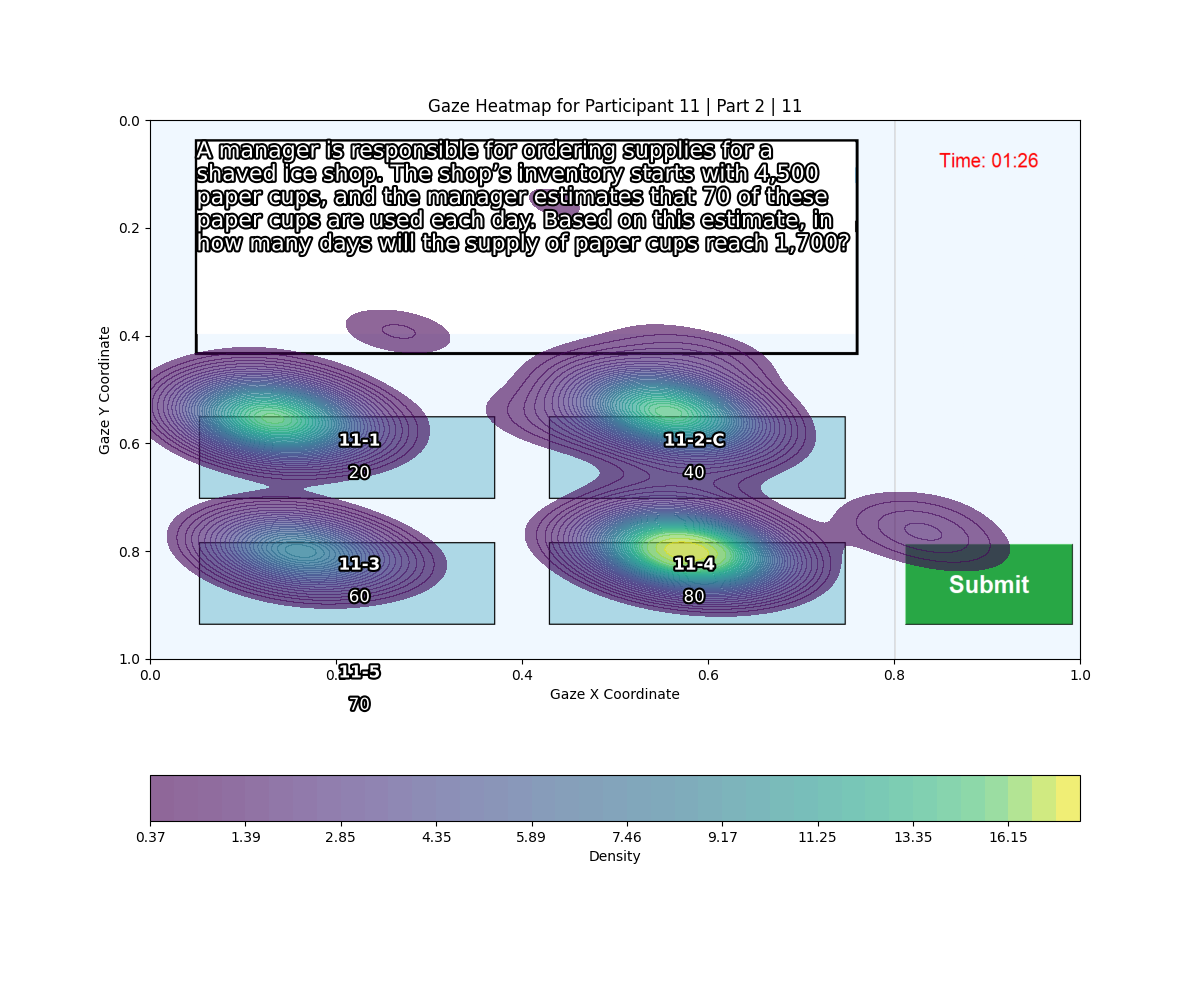 Gaze Heatmap for Participant 11 | Part 2 | 11
A manager is responsible for ordering supplies for a
shaved ice shop. The shop's inventory starts with 4,500
paper cups, and the manager estimates that 70 of these
paper cups are used each day. Based on this estimate, in
how many days will the supply of paper cups reach 1,700?
Time: 01:26
0.0
0.2
0.4
0.6
0.8
1.0
Gaze Y Coordinate
11-1
20
11-2-C
40
11-3
60
11-4
80
Submit
0.0 0.4 0.6 0.8 1.0
11-5
70
Gaze X Coordinate
0.37 1.39 2.85 4.35 5.89 7.46 9.17 11.25 13.35 16.15
Density